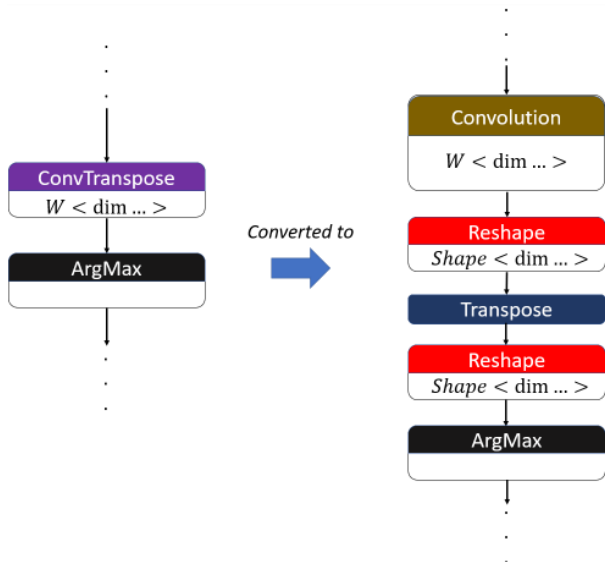 ConvTranspose
W < dim ... >
ArgMax
Converted to
Convolution
W < dim ... >
Reshape
Shape < dim ... >
Transpose
Reshape
Shape < dim ... >
ArgMax